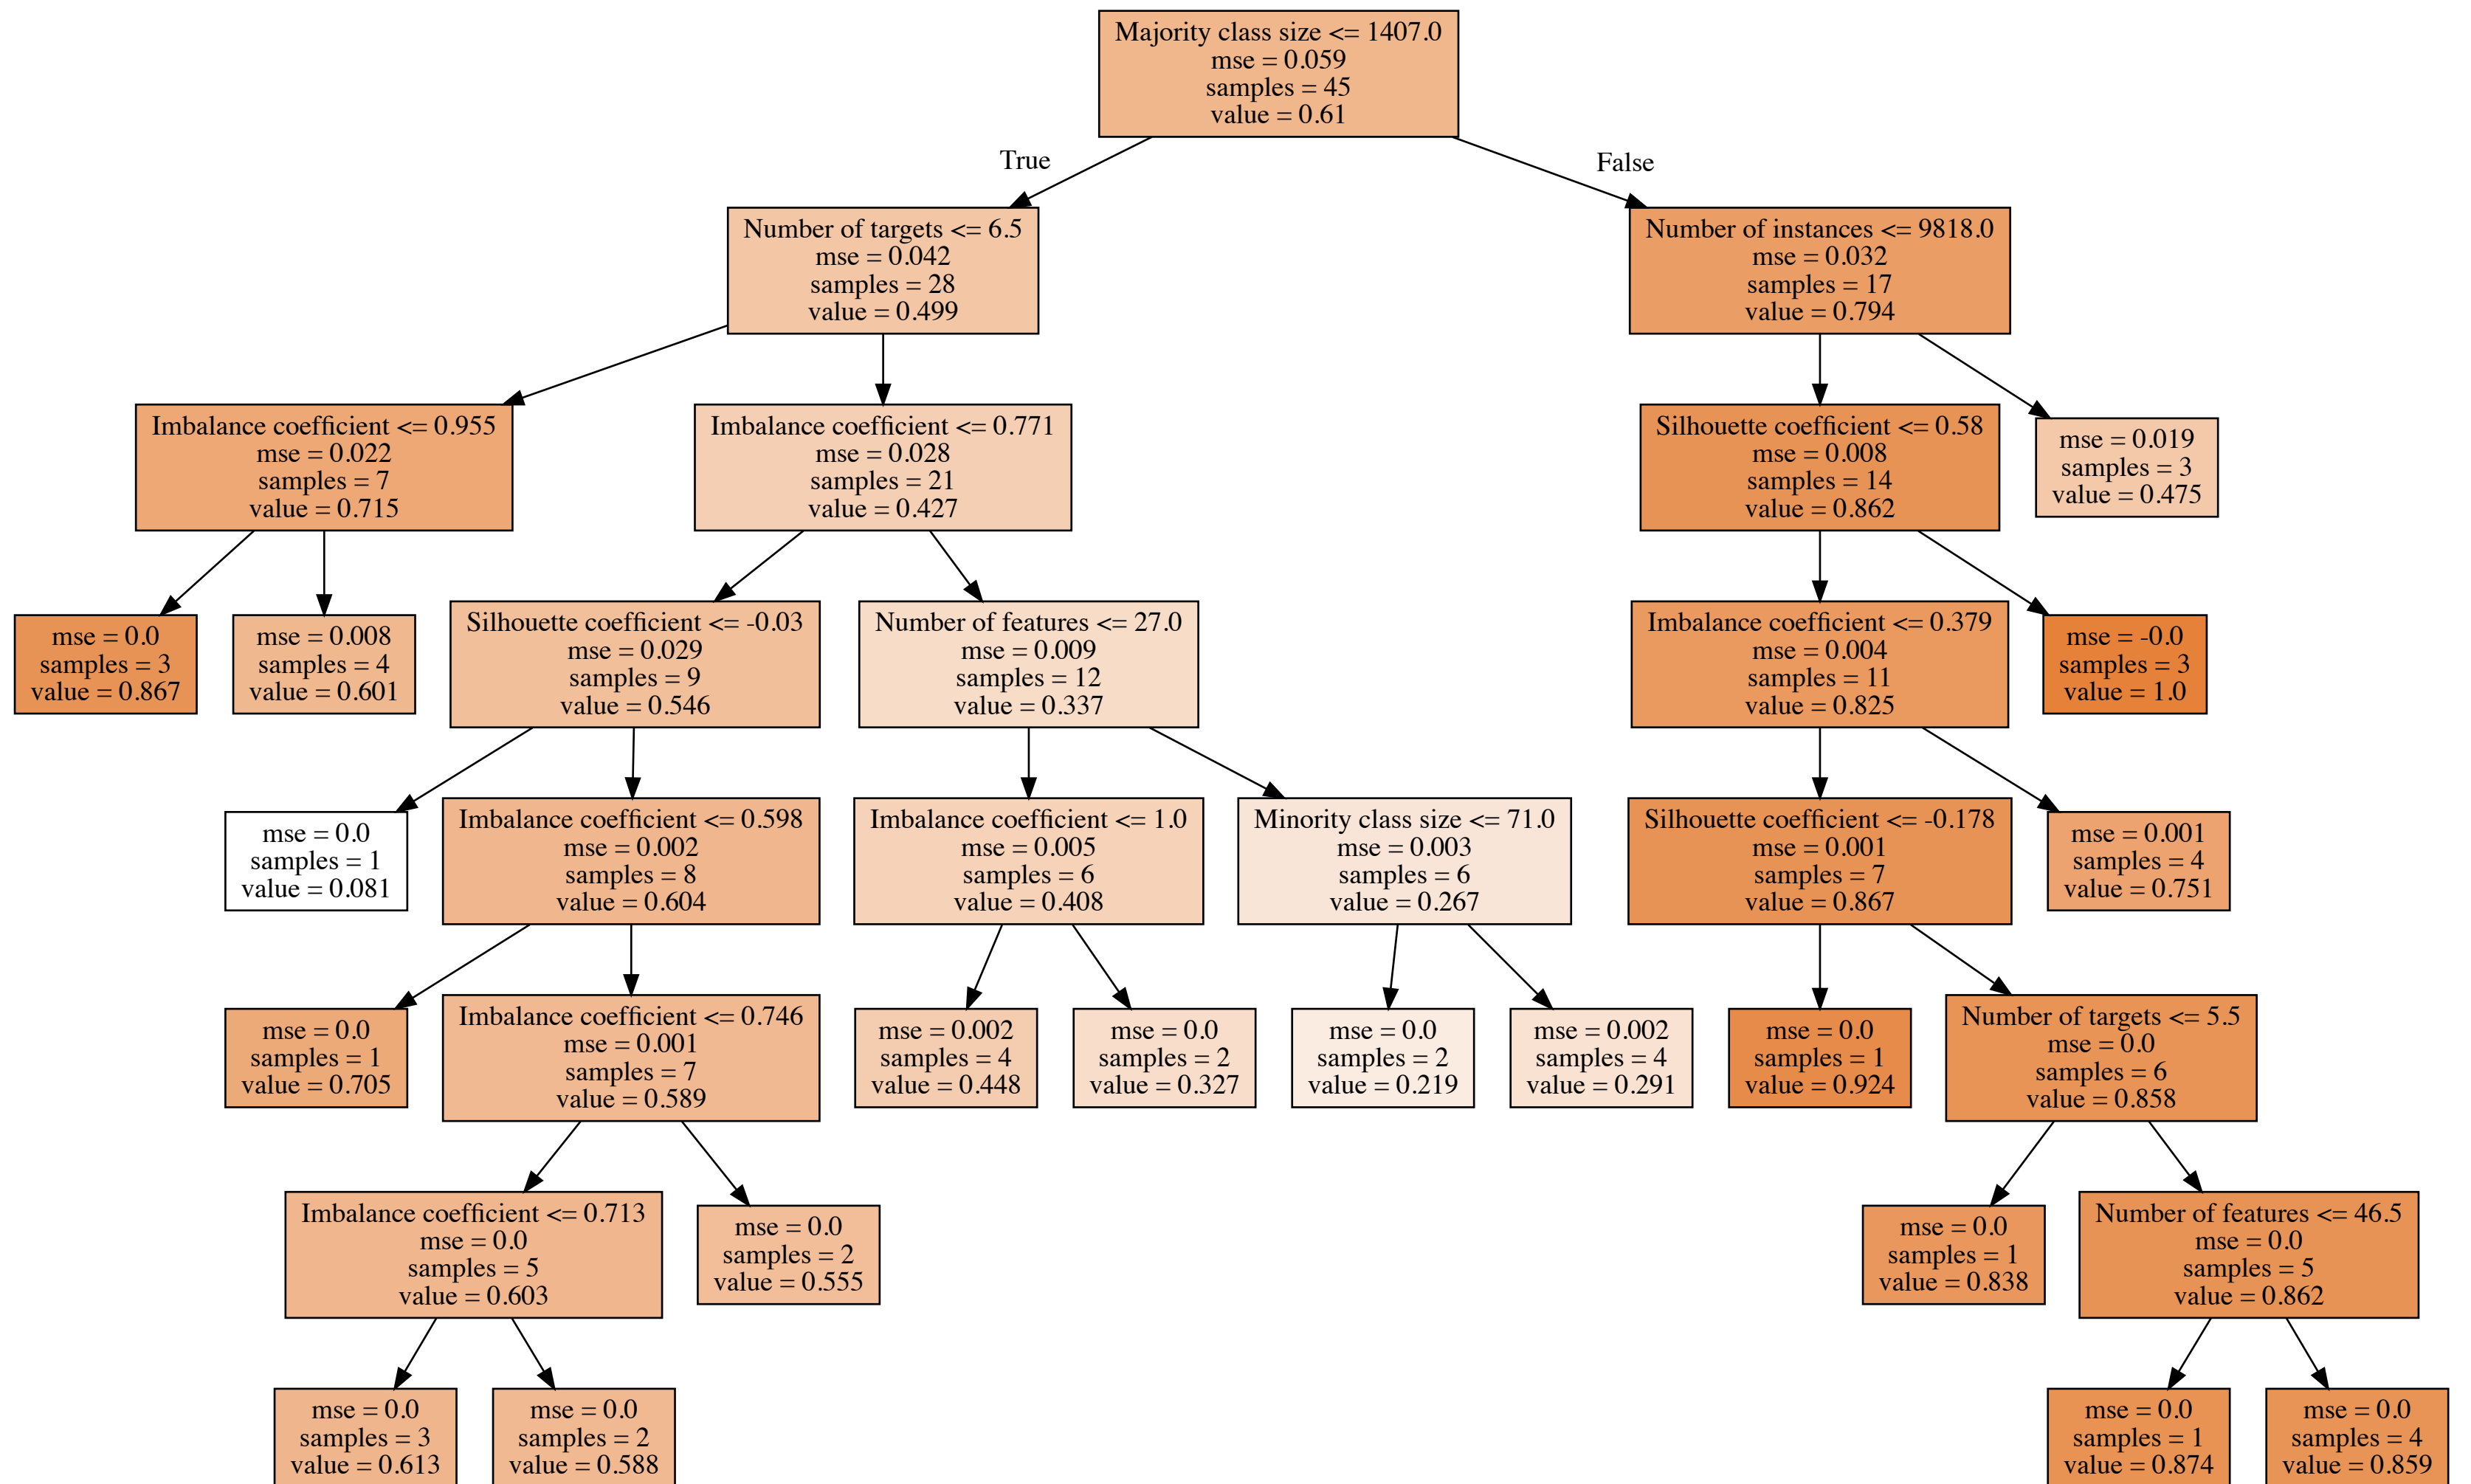 Majority class size <= 1407.0
mse = 0.059
samples = 45
value = 0.61
True
False
Number of targets <= 6.5
mse = 0.042
samples = 28
value = 0.499
Number of instances <= 9818.0
mse = 0.032
samples = 17
value = 0.794
Imbalance coefficient <= 0.955
mse = 0.022
samples = 7
value = 0.715
Imbalance coefficient <= 0.771
mse = 0.028
samples = 21
value = 0.427
Silhouette coefficient <= 0.58
mse = 0.008
samples = 14
value = 0.862
mse = 0.019
samples = 3
value = 0.475
mse = 0.0
samples = 3
value = 0.867
mse = 0.008
samples = 4
value = 0.601
Silhouette coefficient <= -0.03
mse = 0.029
samples = 9
value = 0.546
Number of features <= 27.0
mse = 0.009
samples = 12
value = 0.337
Imbalance coefficient <= 0.379
mse = 0.004
samples = 11
value = 0.825
mse = -0.0
samples = 3
value = 1.0
mse = 0.0
samples = 1
value = 0.081
Imbalance coefficient <= 0.598
mse = 0.002
samples = 8
value = 0.604
Imbalance coefficient <= 1.0
mse = 0.005
samples = 6
value = 0.408
Minority class size <= 71.0
mse = 0.003
samples = 6
value = 0.267
Silhouette coefficient <= -0.178
mse = 0.001
samples = 7
value = 0.867
mse = 0.001
samples = 4
value = 0.751
mse = 0.0
samples = 1
value = 0.705
Imbalance coefficient <= 0.746
mse = 0.001
samples = 7
value = 0.589
mse = 0.002
samples = 4
value = 0.448
mse = 0.0
samples = 2
value = 0.327
mse = 0.0
samples = 2
value = 0.219
mse = 0.002
samples = 4
value = 0.291
mse = 0.0
samples = 1
value = 0.924
Number of targets <= 5.5
mse = 0.0
samples = 6
value = 0.858
Imbalance coefficient <= 0.713
mse = 0.0
samples = 5
value = 0.603
mse = 0.0
samples = 2
value = 0.555
mse = 0.0
samples = 1
value = 0.838
Number of features <= 46.5
mse = 0.0
samples = 5
value = 0.862
mse = 0.0
samples = 3
value = 0.613
mse = 0.0
samples = 2
value = 0.588
mse = 0.0
samples = 1
value = 0.874
mse = 0.0
samples = 4
value = 0.859